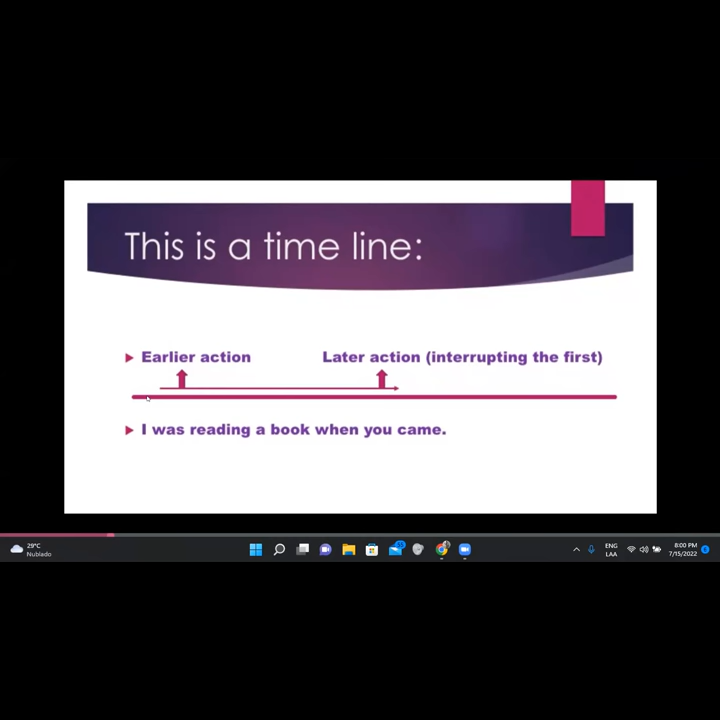 This is a time line:
Earlier action
Later action (interrupting the first)
I was reading a book when you came.
29°C
Nublado
ENG
LAA
8:00 PM
7/15/2022